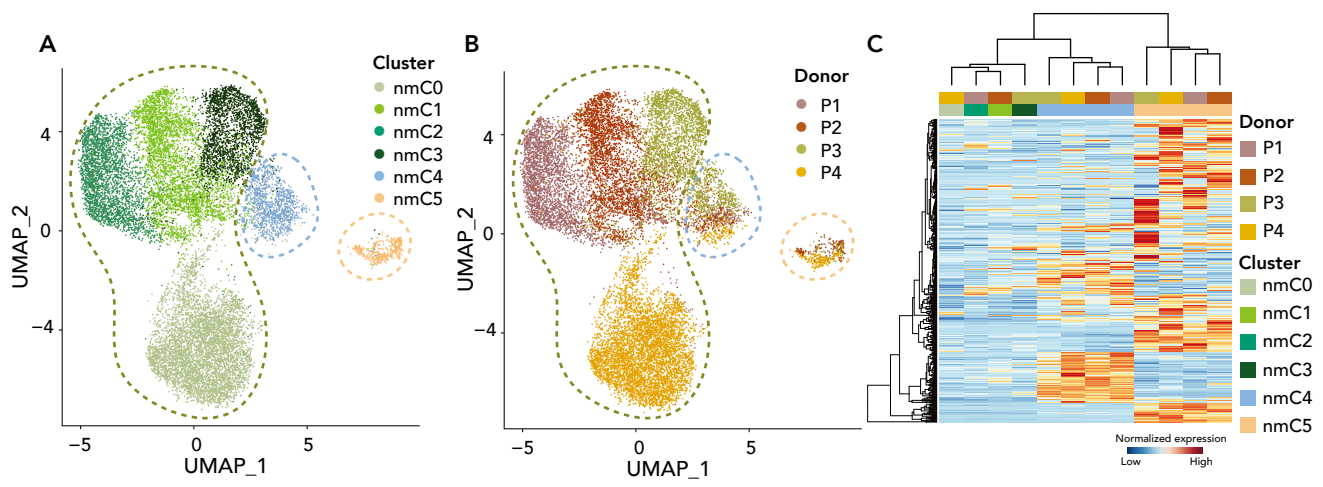 A
Cluster
nmC0
nmC1
nmC2
nmC3
nmC4
nmC5
4
0
−4
UMAP_2
−5
0
5
UMAP_1
B
Donor
P1
P2
P3
P4
4
0
−4
UMAP_2
−5
0
5
UMAP_1
C
Donor
P1
P2
P3
P4
Cluster
nmC0
nmC1
nmC2
nmC3
nmC4
nmC5
Normalized expression
Low High